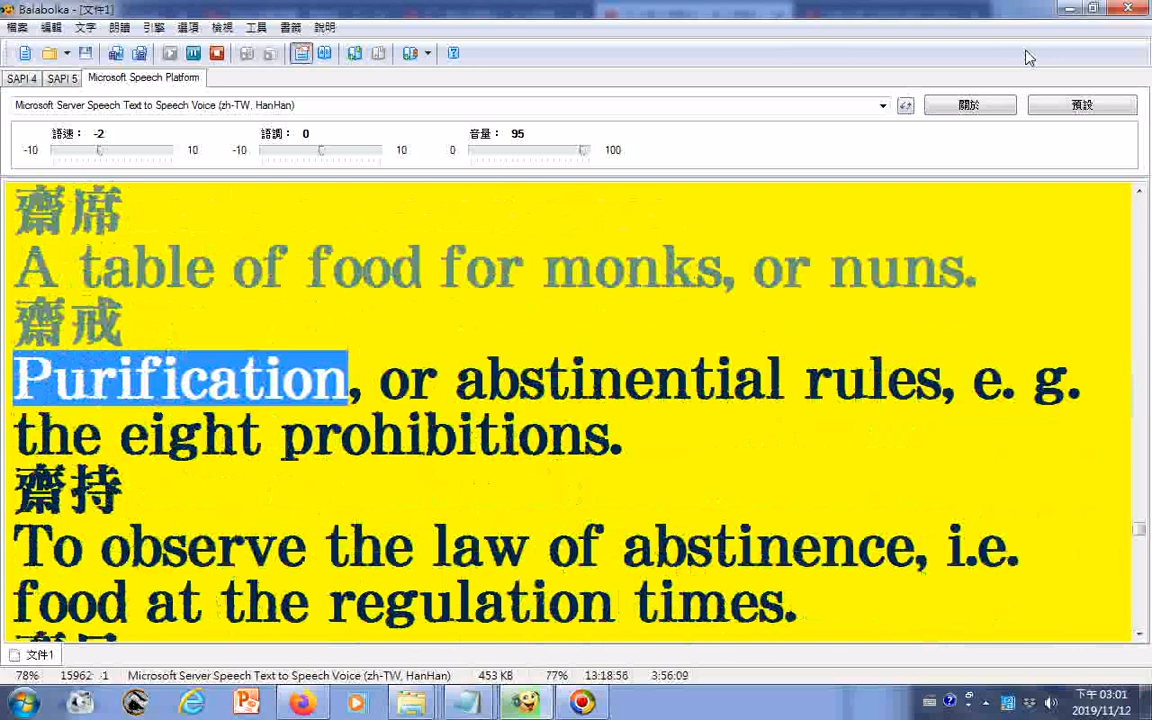 Balabolka - [文件1]
檔案 編輯 文字 朗讀 引擎 選項 檢視 工具 書籤 說明
SAPI 4 SAPI 5 Microsoft Speech Platform
Microsoft Server Speech Text to Speech Voice (zh-TW, HanHan) 關於 預設
語速： -2 語調： 0 音量： 95
-10 10 -10 10 0 100
齋席
A table of food for monks, or nuns.
齋戒
Purification, or abstinential rules, e. g.
the eight prohibitions.
齋持
To observe the law of abstinence, i.e.
food at the regulation times.
文件1
78% 15962 :1 Microsoft Server Speech Text to Speech Voice (zh-TW, HanHan) 453 KB 77% 13:18:56 3:56:09
下午 03:01
2019/11/12